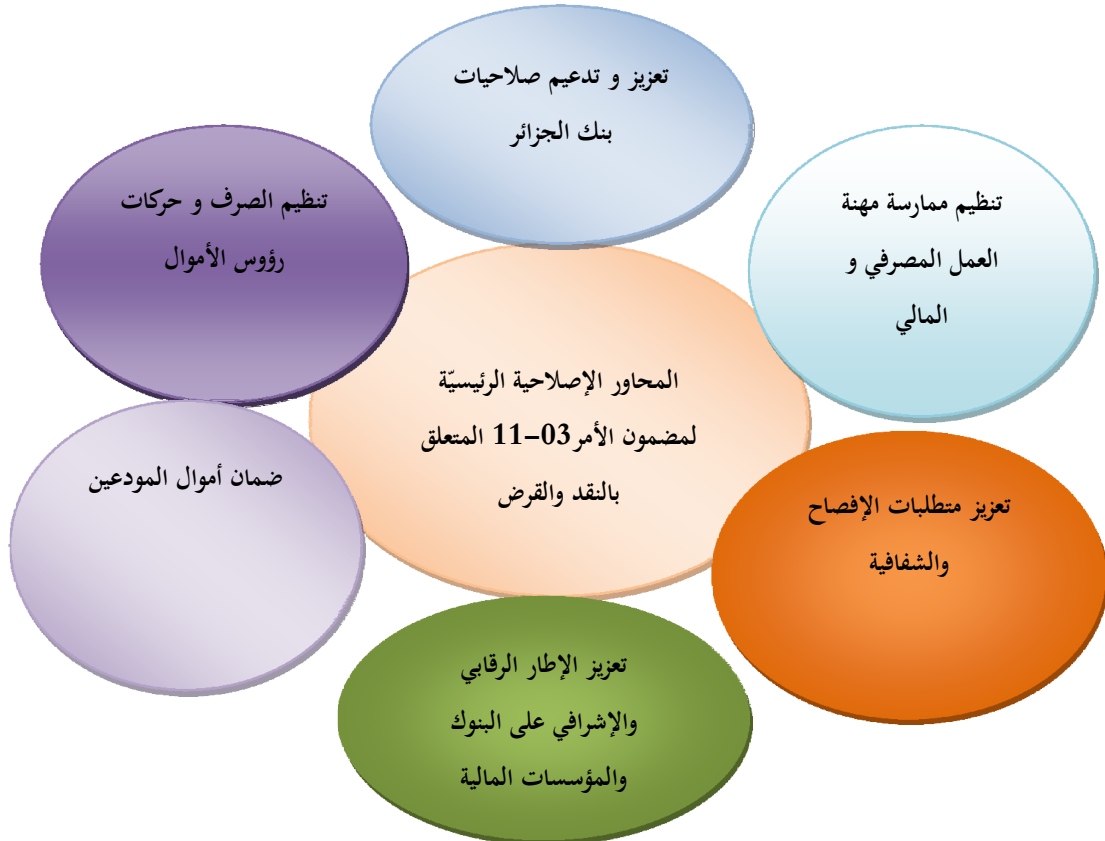 تعزيز و تدعيم صلاحيات
بنك الجزائر
تنظيم ممارسة مهنة
العمل المصرفي و
المالي
تنظيم الصرف و حركات
رؤوس الأموال
المحاور الإصلاحية الرئيسيّة
لمضمون الأمر03-11 المتعلق
بالنقد والقرض
تعزيز متطلبات الإفصاح
والشفافية
ضمان أموال المودعين
تعزيز الإطار الرقابي
والإشرافي على البنوك
والمؤسسات المالية